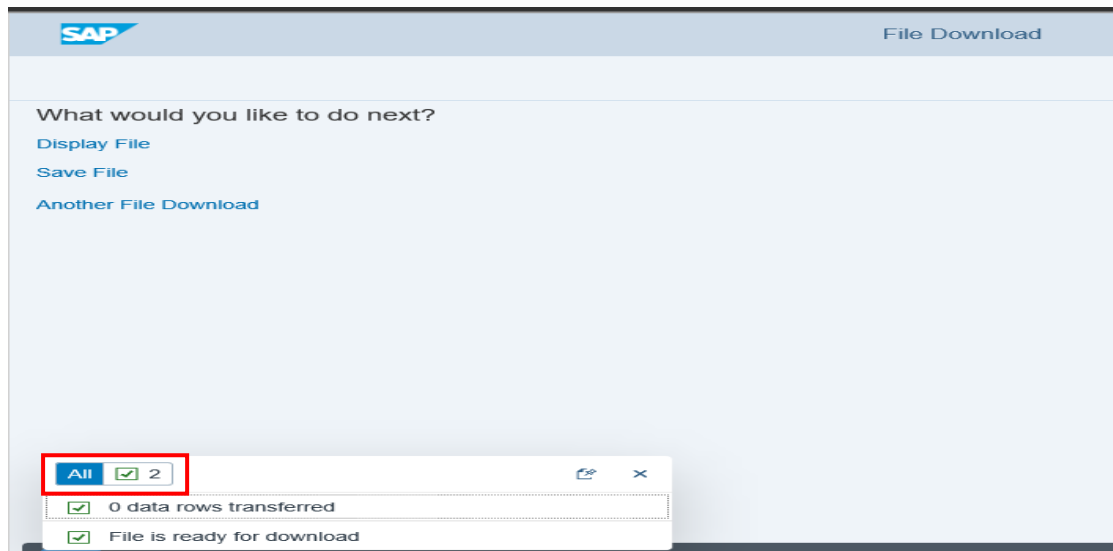 SAP
File Download
What would you like to do next?
Display File
Save File
Another File Download
All 2
0 data rows transferred
File is ready for download